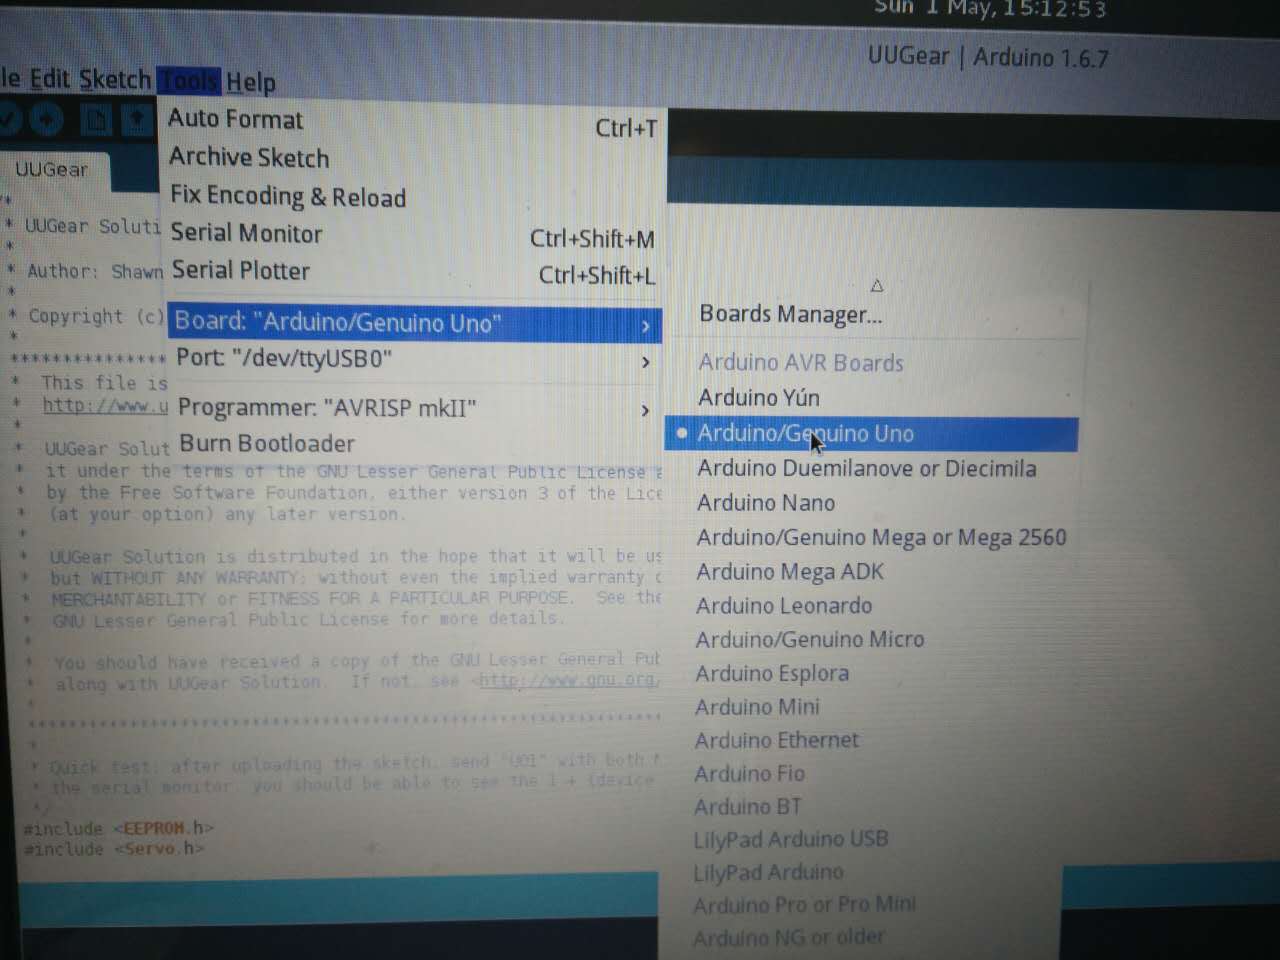 Sun 1 May, 15:12:53
UUGear | Arduino 1.6.7
le Edit Sketch Tools Help
Auto Format Ctrl+T
Archive Sketch
Fix Encoding & Reload
Serial Monitor Ctrl+Shift+M
Serial Plotter Ctrl+Shift+L
Board: "Arduino/Genuino Uno"
Port: "/dev/ttyUSB0"
Programmer: "AVRISP mkII"
Burn Bootloader
Boards Manager...
Arduino AVR Boards
Arduino Yún
Arduino/Genuino Uno
Arduino Duemilanove or Diecimila
Arduino Nano
Arduino/Genuino Mega or Mega 2560
Arduino Mega ADK
Arduino Leonardo
Arduino/Genuino Micro
Arduino Esplora
Arduino Mini
Arduino Ethernet
Arduino Fio
Arduino BT
LilyPad Arduino USB
LilyPad Arduino
Arduino Pro or Pro Mini
Arduino NG or older
UUGear
*
* UUGear Soluti
*
* Author: Shawn
*
* Copyright (c)
*
***************
* This file is
* http://www.u
*
* UUGear Solut
* it under the terms of the GNU Lesser General Public License
* by the Free Software Foundation, either version 3 of the Lice
* (at your option) any later version.
*
* UUGear Solution is distributed in the hope that it will be us
* but WITHOUT ANY WARRANTY; without even the implied warranty
* MERCHANTABILITY or FITNESS FOR A PARTICULAR PURPOSE. See the
* GNU Lesser General Public License for more details.
*
* You should have received a copy of the GNU Lesser General Pub
* along with UUGear Solution. If not, see <http://www.gnu.org/
*
*
* Quick test: after uploading the sketch, send "U01" with both
* the serial monitor, you should be able to see the 1 + (device
*/
#include <EEPROM.h>
#include <Servo.h>